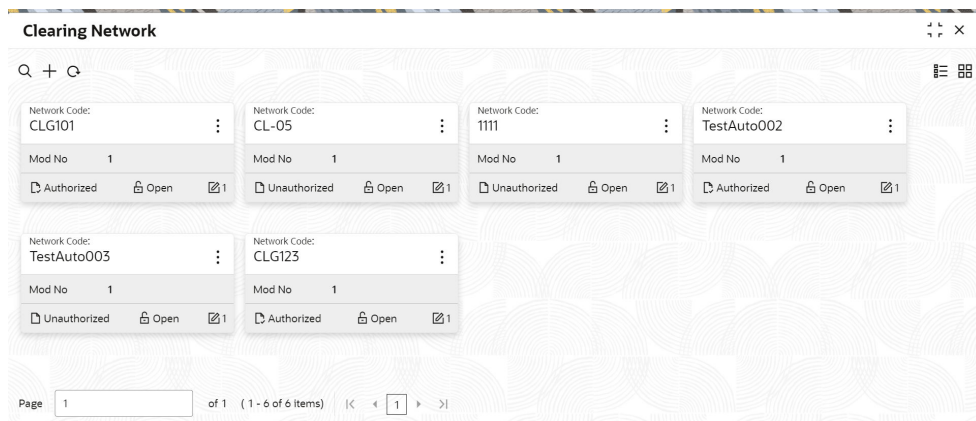 Clearing Network
Network Code:
CLG101
Mod No 1
Authorized Open 1
Network Code:
CL-05
Mod No 1
Unauthorized Open 1
Network Code:
1111
Mod No 1
Unauthorized Open 1
Network Code:
TestAuto002
Mod No 1
Authorized Open 1
Network Code:
TestAuto003
Mod No 1
Unauthorized Open 1
Network Code:
CLG123
Mod No 1
Authorized Open 1
Page 1 of 1 (1 - 6 of 6 items) 1